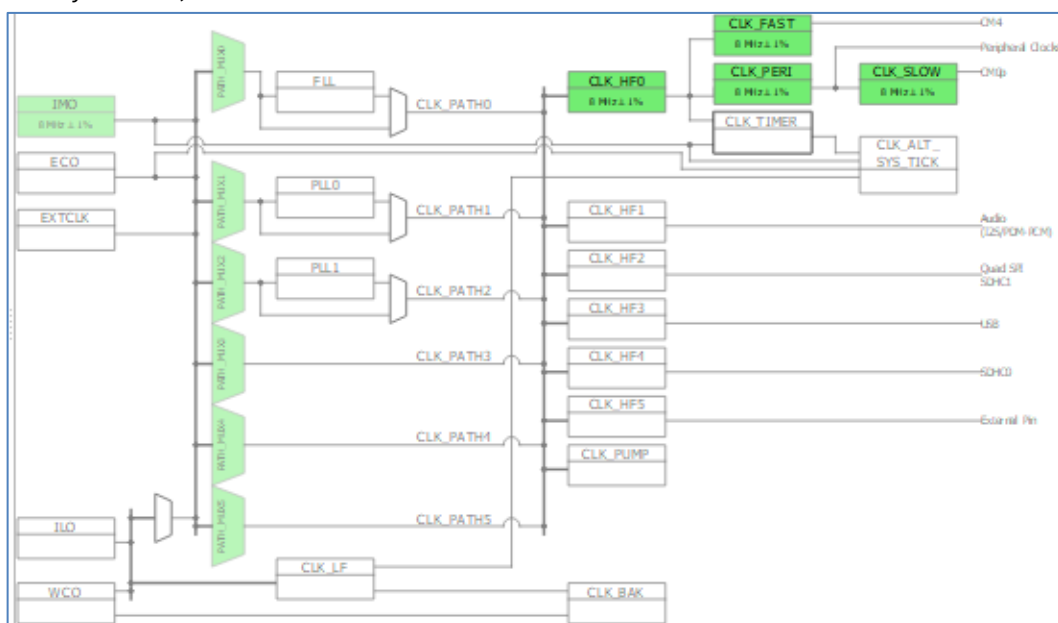 CLK_FAST
8 MHz ± 1%
CM4
Peripheral Clocks
IMO
8 MHz ± 1%
PATH_MUX0
FLL
CLK_PATH0
CLK_HF0
8 MHz ± 1%
CLK_PERI
8 MHz ± 1%
CLK_SLOW
8 MHz ± 1%
CM0p
CLK_TIMER
CLK_ALT_
SYS_TICK
ECO
EXTCLK
PATH_MUX1
PLL0
CLK_PATH1
CLK_HF1
Audio
(I2S/PDM-PCM)
PATH_MUX2
PLL1
CLK_PATH2
CLK_HF2
Quad SPI
SDHC1
CLK_HF3
USB
PATH_MUX3
CLK_PATH3
CLK_HF4
SDHC0
PATH_MUX4
CLK_PATH4
CLK_HF5
External Pin
CLK_PUMP
ILO
PATH_MUX5
CLK_PATH5
CLK_LF
WCO
CLK_BAK